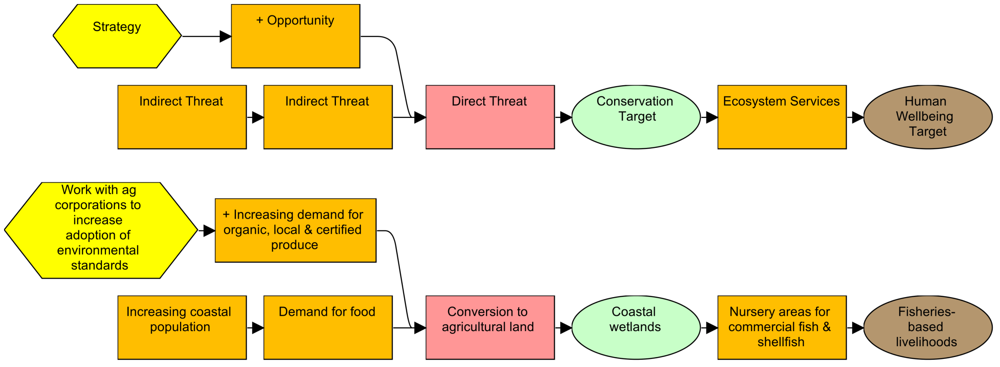 Strategy
+ Opportunity
Indirect Threat
Indirect Threat
Direct Threat
Conservation
Target
Ecosystem Services
Human
Wellbeing
Target
Work with ag
corporations to
increase
adoption of
environmental
standards
+ Increasing demand for
organic, local & certified
produce
Increasing coastal
population
Demand for food
Conversion to
agricultural land
Coastal
wetlands
Nursery areas for
commercial fish &
shellfish
Fisheries-
based
livelihoods